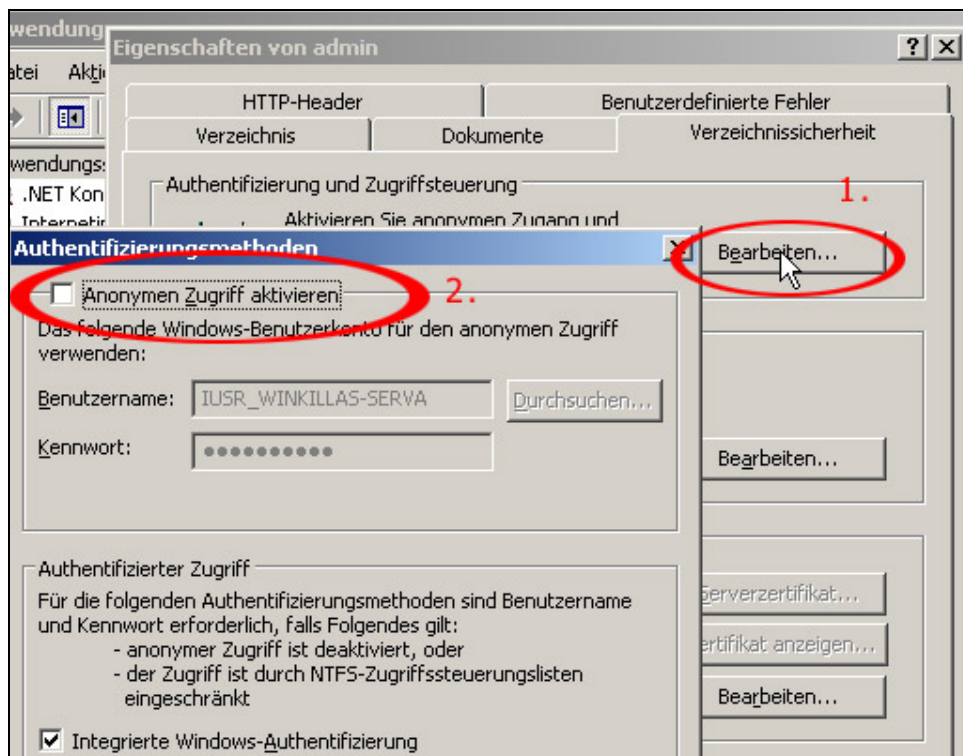 wendung
Eigenschaften von admin
atei Akti
HTTP-Header Benutzerdefinierte Fehler
Verzeichnis Dokumente Verzeichnissicherheit
wendungs:
.NET Kon
Authentifizierung und Zugriffsteuerung
1.
Aktivieren Sie anonymen Zugang und
Bearbeiten...
Authentifizierungsmethoden
Anonymen Zugriff aktivieren
2.
Das folgende Windows-Benutzerkonto für den anonymen Zugriff
verwenden:
Benutzername: IUSR_WINKILLAS-SERVA Durchsuchen...
Kennwort: ●●●●●●●●●●
Bearbeiten...
Authentifizierter Zugriff
Für die folgenden Authentifizierungsmethoden sind Benutzername
und Kennwort erforderlich, falls Folgendes gilt:
- anonymer Zugriff ist deaktiviert, oder
- der Zugriff ist durch NTFS-Zugriffssteuerungslisten
eingeschränkt
Serverzertifikat...
ertifikat anzeigen...
Bearbeiten...
Integrierte Windows-Authentifizierung